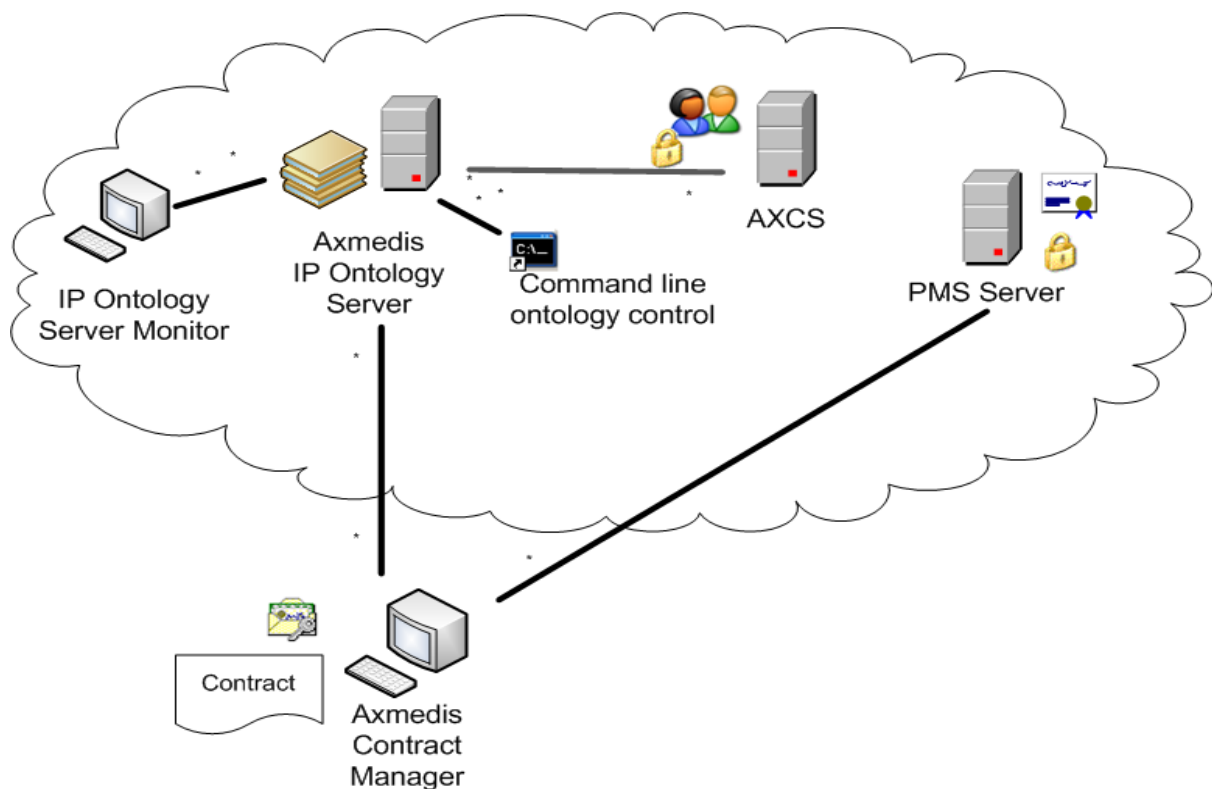 IP Ontology
Server Monitor
Axmedis
IP Ontology
Server
C:\_
Command line
ontology control
AXCS
PMS Server
Contract
Axmedis
Contract
Manager
*
*
*
*
*
*
*
*
*